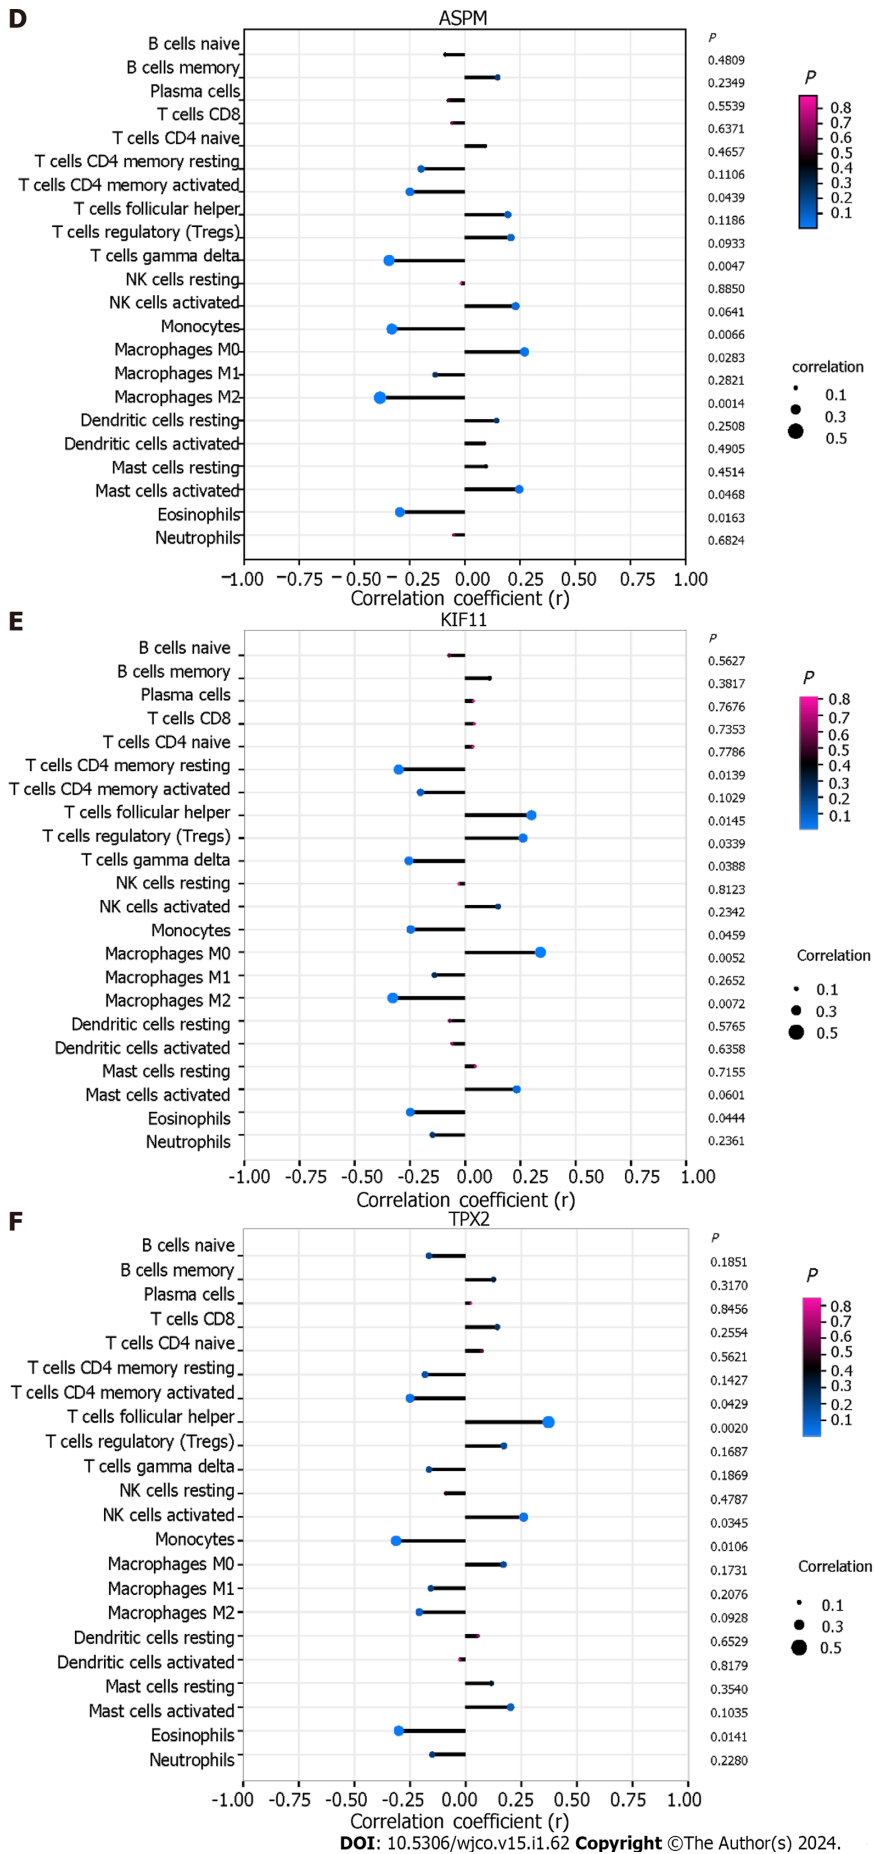 D
ASPM
P
B cells naive 0.4809
B cells memory 0.2349
Plasma cells 0.5539
T cells CD8 0.6371
T cells CD4 naive 0.4657
T cells CD4 memory resting 0.1106
T cells CD4 memory activated 0.0439
T cells follicular helper 0.1186
T cells regulatory (Tregs) 0.0933
T cells gamma delta 0.0047
NK cells resting 0.8850
NK cells activated 0.0641
Monocytes 0.0066
Macrophages M0 0.0283
Macrophages M1 0.2821
Macrophages M2 0.0014
Dendritic cells resting 0.2508
Dendritic cells activated 0.4905
Mast cells resting 0.4514
Mast cells activated 0.0468
Eosinophils 0.0163
Neutrophils 0.6824
P
0.8
0.7
0.6
0.5
0.4
0.3
0.2
0.1
correlation
0.1
0.3
0.5
−1.00 −0.75 −0.50 − 0.25 0.00 0.25 0.50 0.75 1.00
Correlation coefficient (r)
E
KIF11
P
B cells naive 0.5627
B cells memory 0.3817
Plasma cells 0.7676
T cells CD8 0.7353
T cells CD4 naive 0.7786
T cells CD4 memory resting 0.0139
T cells CD4 memory activated 0.1029
T cells follicular helper 0.0145
T cells regulatory (Tregs) 0.0339
T cells gamma delta 0.0388
NK cells resting 0.8123
NK cells activated 0.2342
Monocytes 0.0459
Macrophages M0 0.0052
Macrophages M1 0.2652
Macrophages M2 0.0072
Dendritic cells resting 0.5765
Dendritic cells activated 0.6358
Mast cells resting 0.7155
Mast cells activated 0.0601
Eosinophils 0.0444
Neutrophils 0.2361
P
0.8
0.7
0.6
0.5
0.4
0.3
0.2
0.1
Correlation
0.1
0.3
0.5
-1.00 -0.75 -0.50 -0.25 0.00 0.25 0.50 0.75 1.00
Correlation coefficient (r)
F
TPX2
P
B cells naive 0.1851
B cells memory 0.3170
Plasma cells 0.8456
T cells CD8 0.2554
T cells CD4 naive 0.5621
T cells CD4 memory resting 0.1427
T cells CD4 memory activated 0.0429
T cells follicular helper 0.0020
T cells regulatory (Tregs) 0.1687
T cells gamma delta 0.1869
NK cells resting 0.4787
NK cells activated 0.0345
Monocytes 0.0106
Macrophages M0 0.1731
Macrophages M1 0.2076
Macrophages M2 0.0928
Dendritic cells resting 0.6529
Dendritic cells activated 0.8179
Mast cells resting 0.3540
Mast cells activated 0.1035
Eosinophils 0.0141
Neutrophils 0.2280
P
0.8
0.7
0.6
0.5
0.4
0.3
0.2
0.1
Correlation
0.1
0.3
0.5
-1.00 -0.75 -0.50 -0.25 0.00 0.25 0.50 0.75 1.00
Correlation coefficient (r)
DOI: 10.5306/wjco.v15.i1.62 Copyright ©The Author(s) 2024.